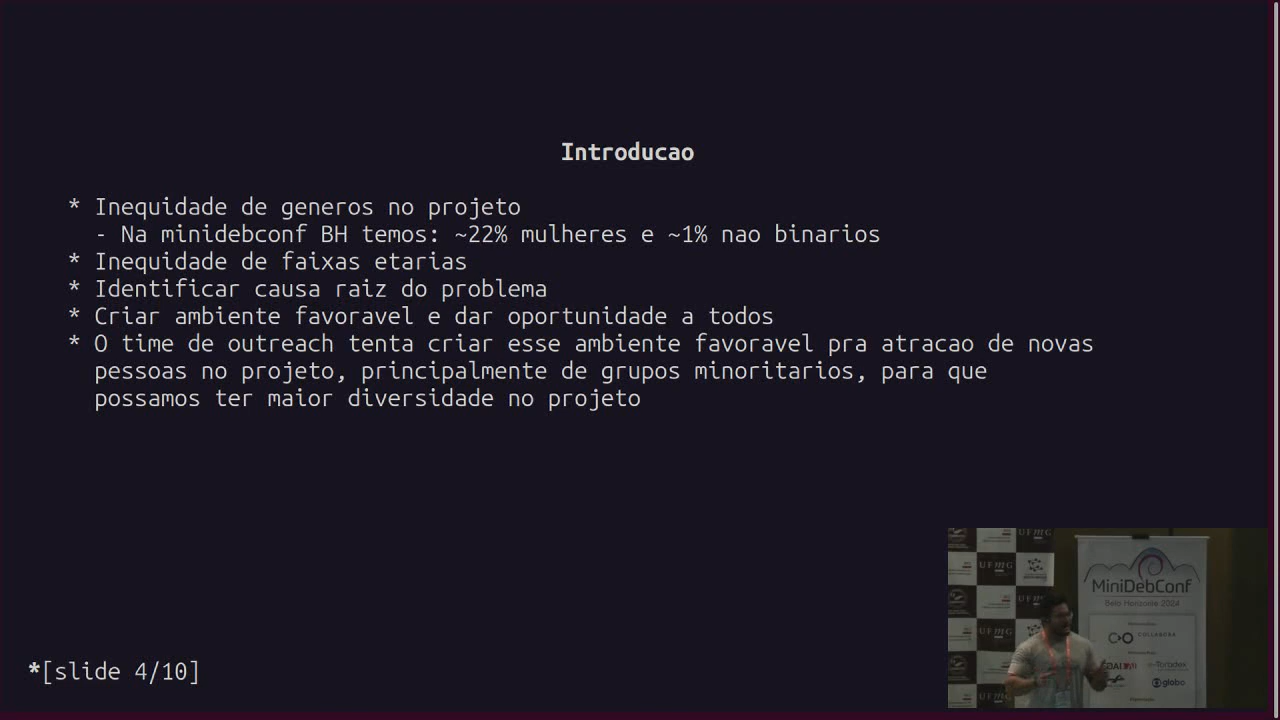 Introducao
* Inequidade de generos no projeto
- Na minidebconf BH temos: ~22% mulheres e ~1% nao binarios
* Inequidade de faixas etarias
* Identificar causa raiz do problema
* Criar ambiente favoravel e dar oportunidade a todos
* O time de outreach tenta criar esse ambiente favoravel pra atracao de novas
pessoas no projeto, principalmente de grupos minoritarios, para que
possamos ter maior diversidade no projeto
*[slide 4/10]
UFMG
UFMG
UFMG
MiniDebConf
Belo Horizonte 2024
COLLABORA
Toradex
globo